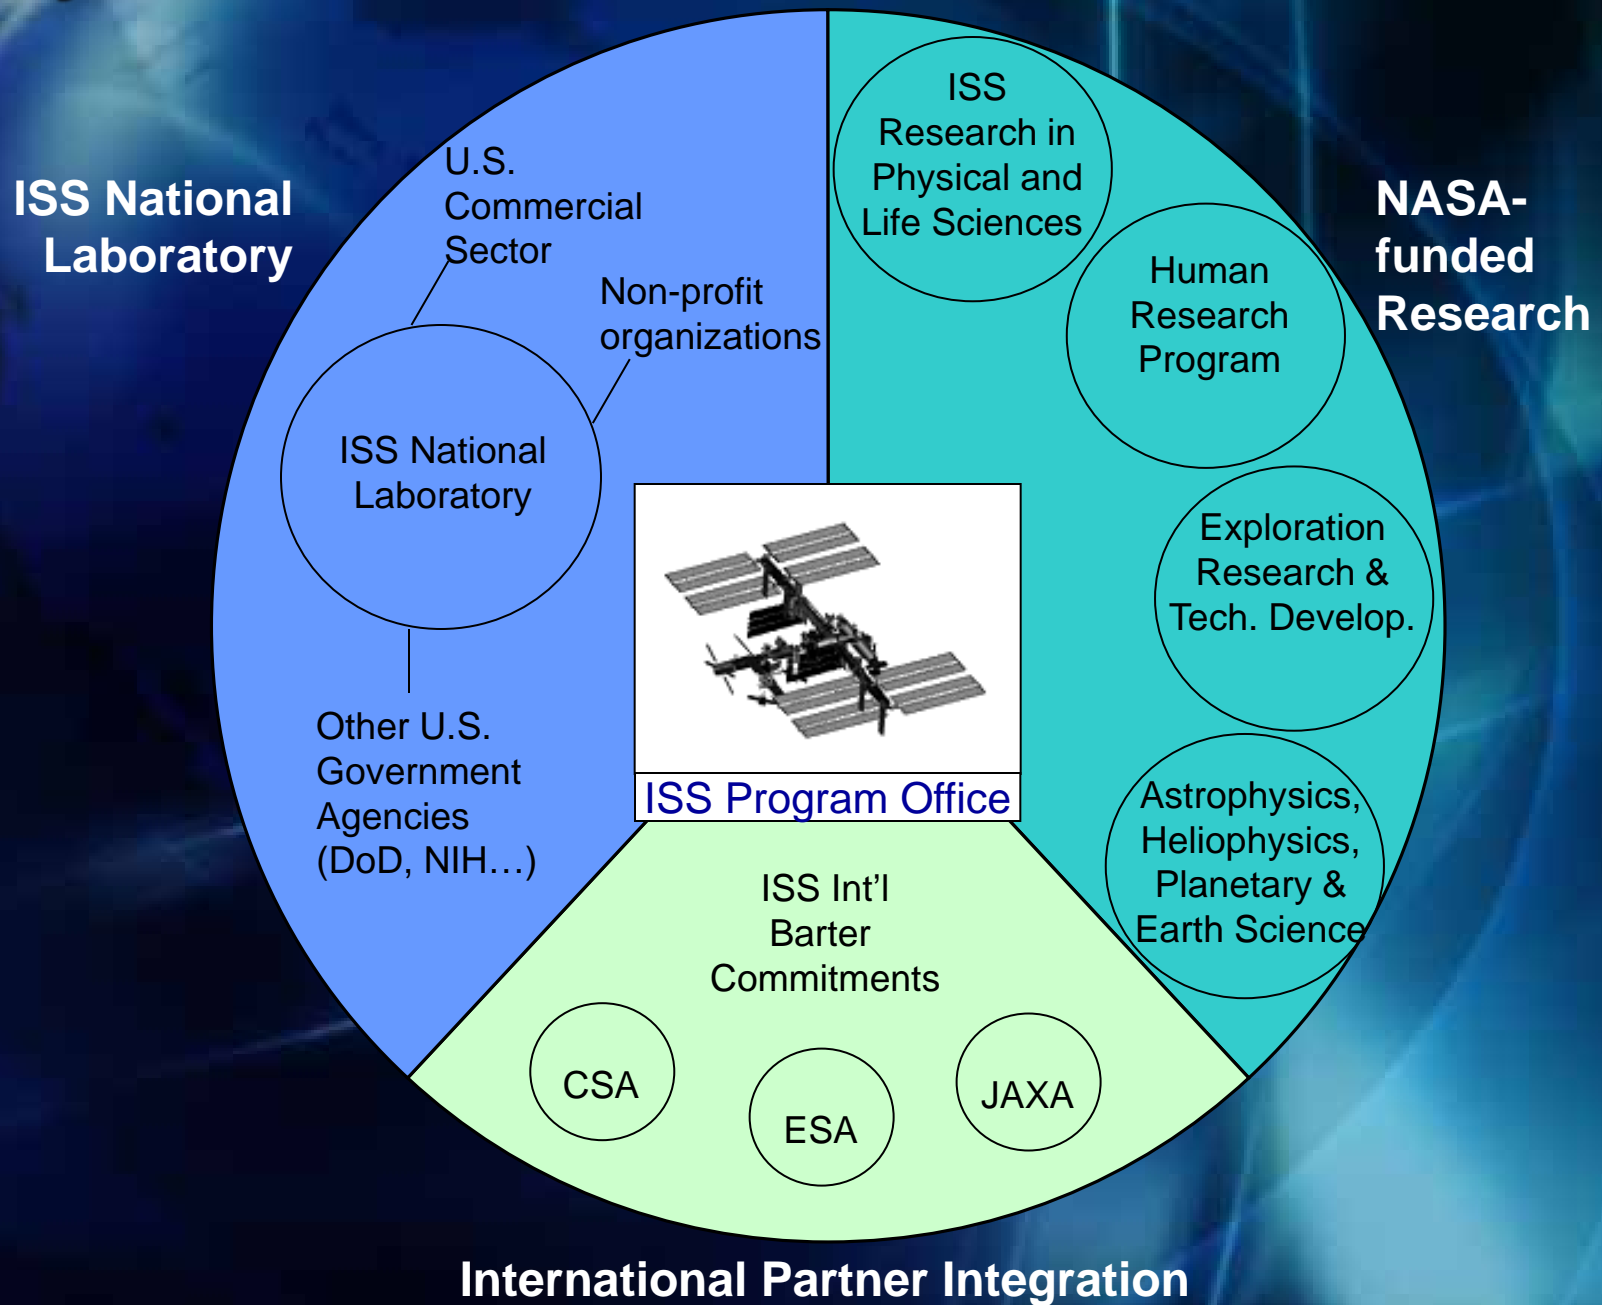 ISS National
Laboratory
U.S.
Commercial
Sector
Non-profit
organizations
ISS National
Laboratory
Other U.S.
Government
Agencies
(DoD, NIH…)
ISS
Research in
Physical and
Life Sciences
Human
Research
Program
Exploration
Research &
Tech. Develop.
Astrophysics,
Heliophysics,
Planetary &
Earth Science
NASA-
funded
Research
ISS Program Office
ISS Int’l
Barter
Commitments
CSA
ESA
JAXA
International Partner Integration